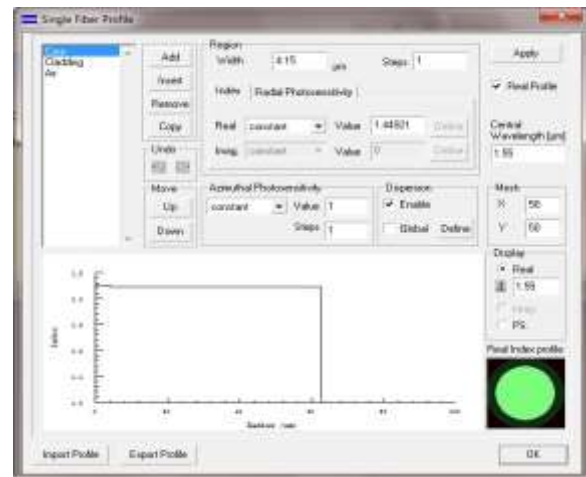 Single Fiber Profile
Core
Cladding
Air
Add
Insert
Remove
Copy
Undo
Move
Up
Down
Region
Width 4.15 µm Steps 1
Index Radial Photosensitivity
Real constant Value 1.44921 Define
Imag. constant Value 0 Define
Azimuthal Photosensitivity
constant Value 1
Steps 1
Dispersion
Enable
Global Define
Apply
Real Profile
Central
Wavelength [µm]
1.55
Mesh
X 50
Y 50
Display
Real
1.55
Imag.
PS.
Real Index profile
Index
Import Profile
Export Profile
OK